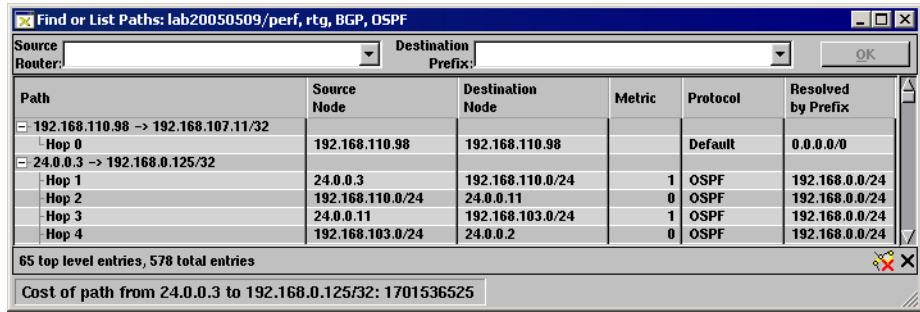 Find or List Paths: lab20050509/perf, rtg, BGP, OSPF
Source Router: Destination Prefix: OK
Path Source Node Destination Node Metric Protocol Resolved by Prefix
192.168.110.98 -> 192.168.107.11/32
Hop 0 192.168.110.98 192.168.110.98 Default 0.0.0.0/0
24.0.0.3 -> 192.168.0.125/32
Hop 1 24.0.0.3 192.168.110.0/24 1 OSPF 192.168.0.0/24
Hop 2 192.168.110.0/24 24.0.0.11 0 OSPF 192.168.0.0/24
Hop 3 24.0.0.11 192.168.103.0/24 1 OSPF 192.168.0.0/24
Hop 4 192.168.103.0/24 24.0.0.2 0 OSPF 192.168.0.0/24
65 top level entries, 578 total entries
Cost of path from 24.0.0.3 to 192.168.0.125/32: 1701536525